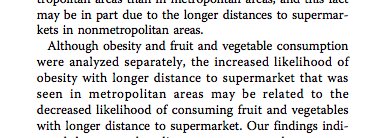 tropolitan areas than in metropolitan areas, and this fact
may be in part due to the longer distances to supermar-
kets in nonmetropolitan areas.
Although obesity and fruit and vegetable consumption
were analyzed separately, the increased likelihood of
obesity with longer distance to supermarket that was
seen in metropolitan areas may be related to the
decreased likelihood of consuming fruit and vegetables
with longer distance to supermarket. Our findings indi-